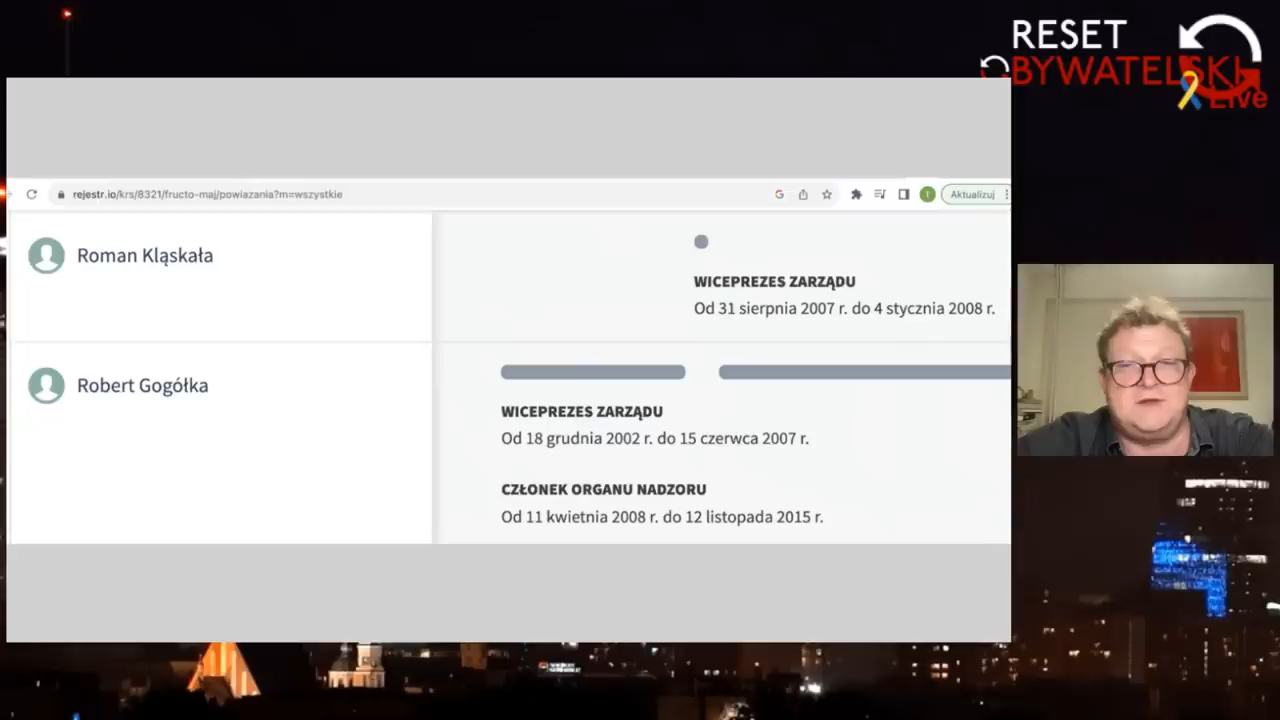 RESET
OBYWATELSKI
Live
rejestr.io/krs/8321/fructo-maj/powiazania?m=wszystkie
Aktualizuj
Roman Kląskała
WICEPREZES ZARZĄDU
Od 31 sierpnia 2007 r. do 4 stycznia 2008 r.
Robert Gogółka
WICEPREZES ZARZĄDU
Od 18 grudnia 2002 r. do 15 czerwca 2007 r.
CZŁONEK ORGANU NADZORU
Od 11 kwietnia 2008 r. do 12 listopada 2015 r.